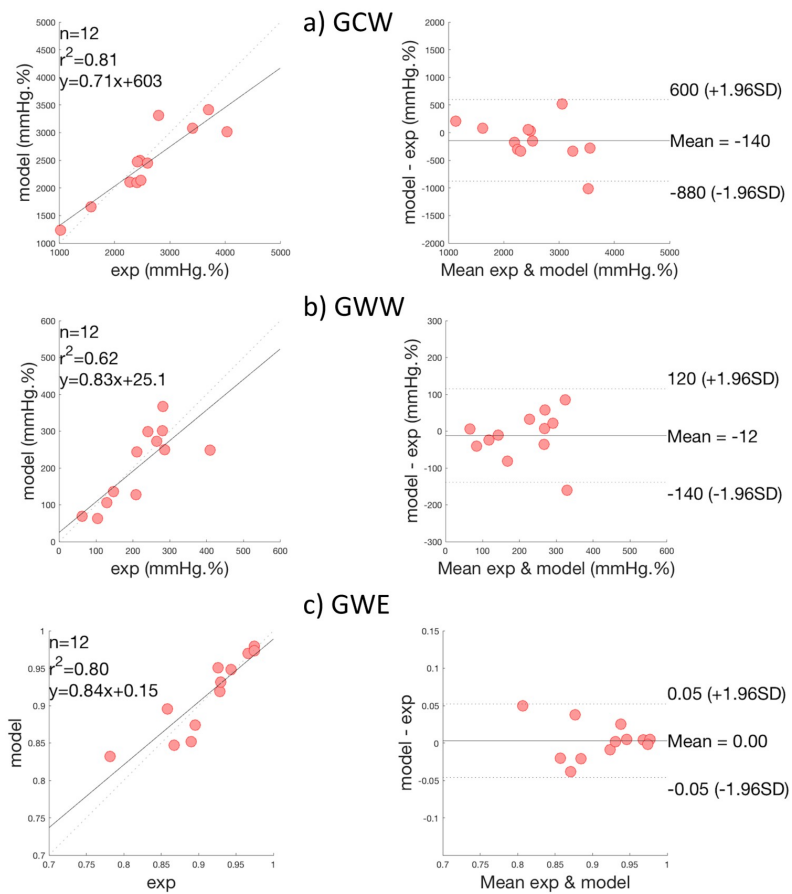 a) GCW
n=12
r²=0.81
y=0.71x+603
5000
4500
4000
3500
3000
2500
2000
1500
1000
1000
2000
3000
4000
5000
model (mmHg.%)
exp (mmHg.%)
2000
1500
1000
500
0
-500
-1000
-1500
-2000
1000
2000
3000
4000
5000
model - exp (mmHg.%)
Mean exp & model (mmHg.%)
600 (+1.96SD)
Mean = -140
-880 (-1.96SD)
b) GWW
n=12
r²=0.62
y=0.83x+25.1
600
500
400
300
200
100
0
0
100
200
300
400
500
600
model (mmHg.%)
exp (mmHg.%)
300
200
100
0
-100
-200
-300
0
100
200
300
400
500
600
model - exp (mmHg.%)
Mean exp & model (mmHg.%)
120 (+1.96SD)
Mean = -12
-140 (-1.96SD)
c) GWE
n=12
r²=0.80
y=0.84x+0.15
1
0.95
0.9
0.85
0.8
0.75
0.7
0.7
0.75
0.8
0.85
0.9
0.95
1
model
exp
0.15
0.1
0.05
0
-0.05
-0.1
0.7
0.75
0.8
0.85
0.9
0.95
1
model - exp
Mean exp & model
0.05 (+1.96SD)
Mean = 0.00
-0.05 (-1.96SD)